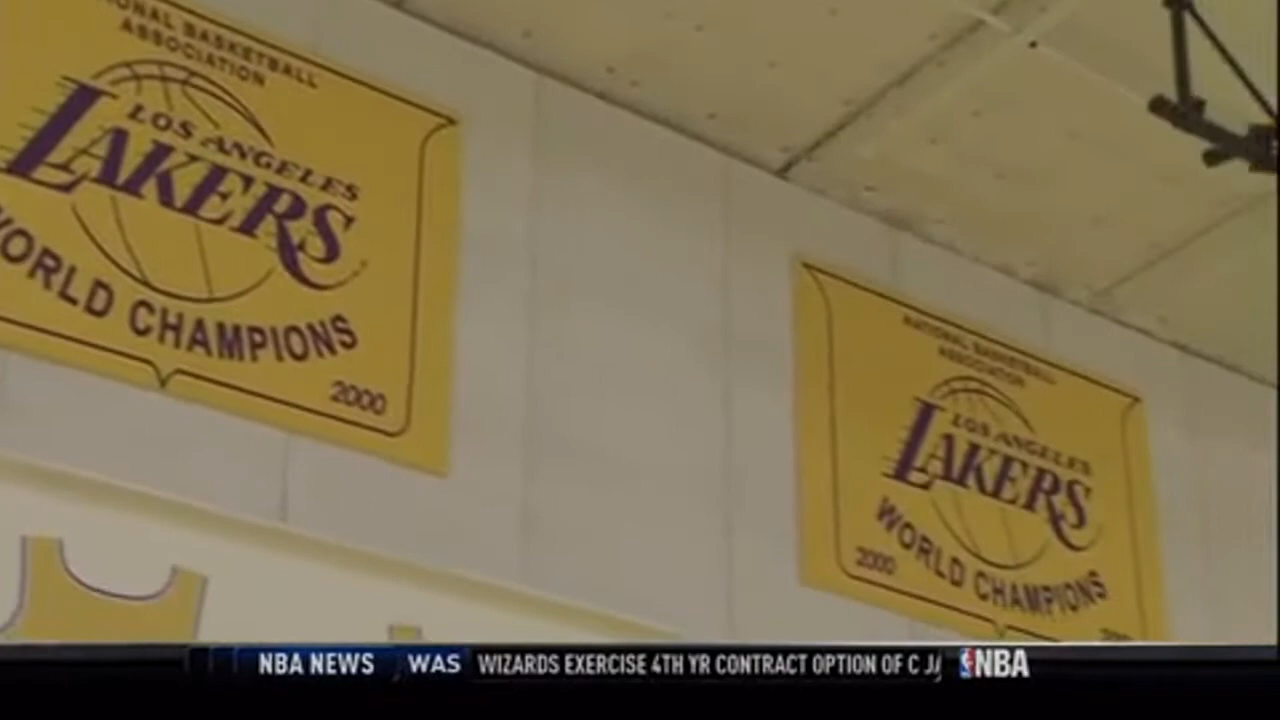 NATIONAL BASKETBALL
ASSOCIATION
LOS ANGELES
LAKERS
WORLD CHAMPIONS
2000
NATIONAL BASKETBALL
ASSOCIATION
LOS ANGELES
LAKERS
WORLD CHAMPIONS
2000
NBA NEWS WAS WIZARDS EXERCISE 4TH YR CONTRACT OPTION OF C NBA